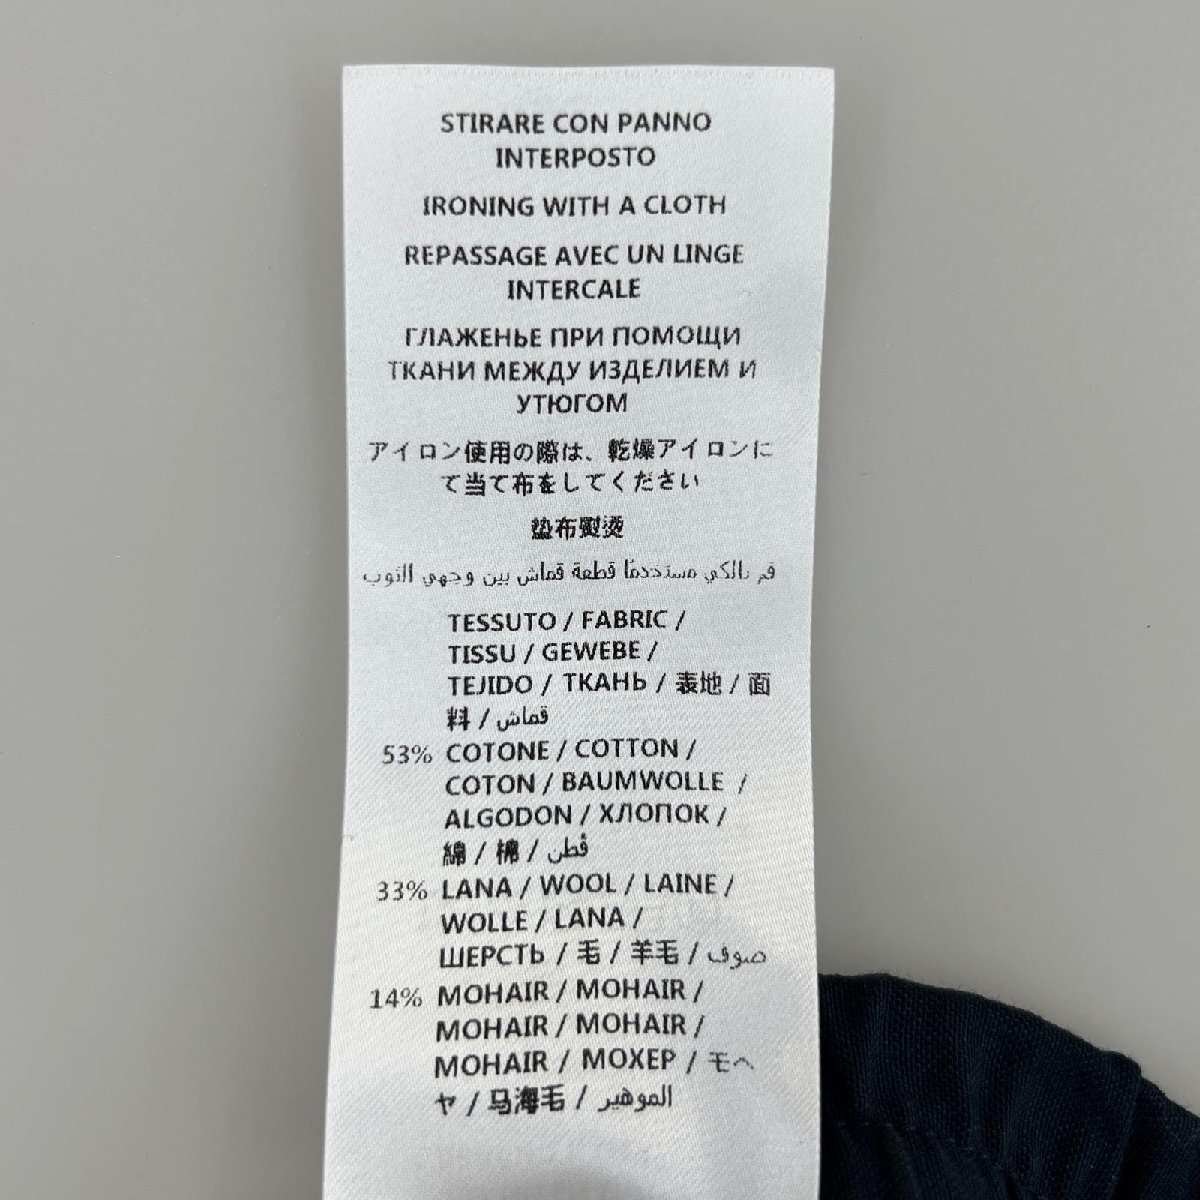 STIRARE CON PANNO
INTERPOSTO
IRONING WITH A CLOTH
REPASSAGE AVEC UN LINGE
INTERCALE
ГЛАЖЕНЬЕ ПРИ ПОМОЩИ
ТКАНИ МЕЖДУ ИЗДЕЛИЕМ И
УТЮГОМ
アイロン使用の際は、乾燥アイロンに
て当て布をしてください
垫布熨烫
قم بالكي مستخدمًا قطعة قماش بين وجهي الثوب
TESSUTO / FABRIC /
TISSU / GEWEBE /
TEJIDO / ТКАНЬ / 表地 / 面
料 / قماش
53% COTONE / COTTON /
COTON / BAUMWOLLE /
ALGODON / ХЛОПОК /
綿 / 棉 / قُطن
33% LANA / WOOL / LAINE /
WOLLE / LANA /
ШЕРСТЬ / 毛 / 羊毛 / صوف
14% MOHAIR / MOHAIR /
MOHAIR / MOHAIR /
MOHAIR / МОХЕР / モヘ
ヤ / 马海毛 / الموهير